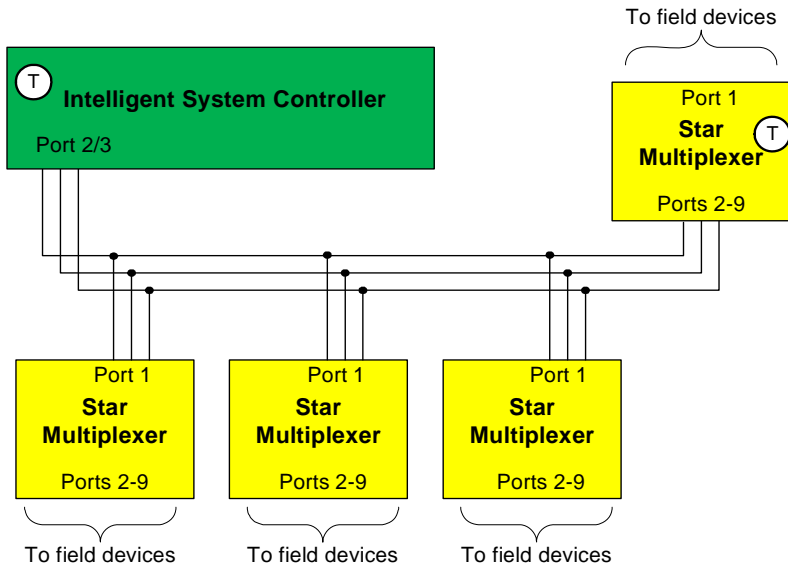 To field devices
T
Intelligent System Controller
Port 2/3
Port 1
Star
Multiplexer
T
Ports 2-9
Port 1
Star
Multiplexer
Ports 2-9
To field devices
Port 1
Star
Multiplexer
Ports 2-9
To field devices
Port 1
Star
Multiplexer
Ports 2-9
To field devices